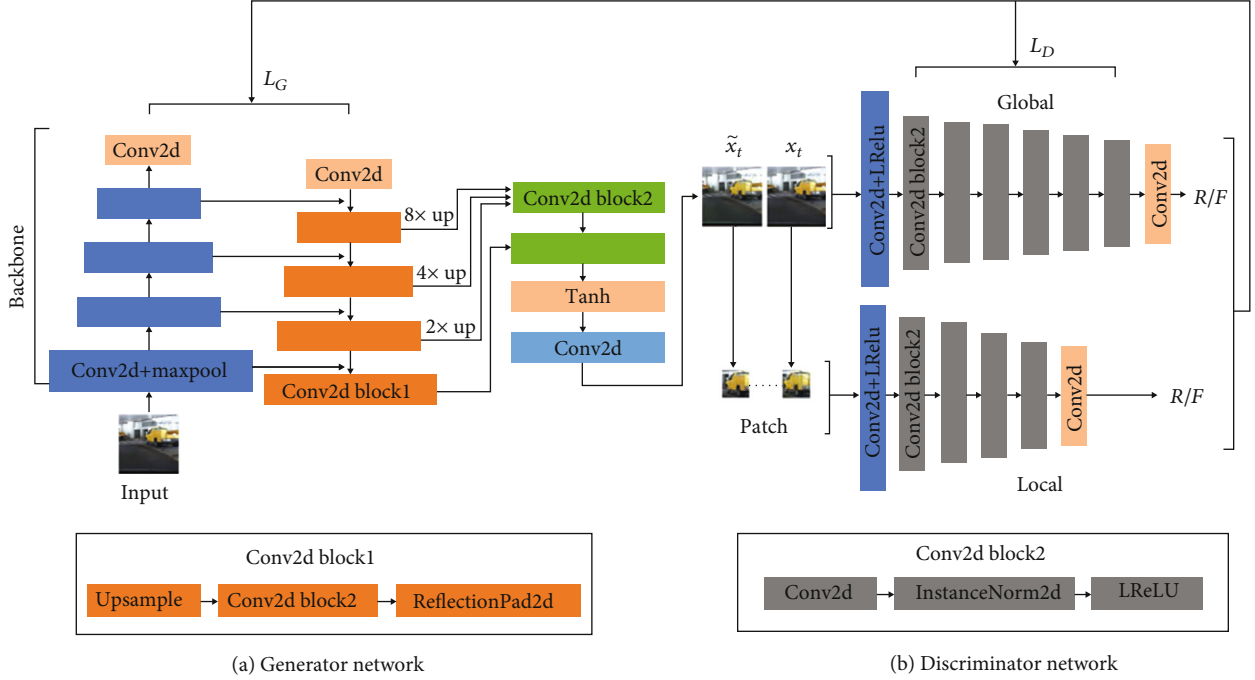 L_G
L_D
Backbone
Conv2d
Conv2d
8× up
4× up
2× up
Conv2d+maxpool
Conv2d block1
Input
Conv2d block2
Tanh
Conv2d
x̃_t
x_t
Patch
Global
Conv2d+LRelu
Conv2d block2
Conv2d
R/F
Conv2d+LRelu
Conv2d block2
Conv2d
R/F
Local
Conv2d block1
Upsample
Conv2d block2
ReflectionPad2d
(a) Generator network
Conv2d block2
Conv2d
InstanceNorm2d
LReLU
(b) Discriminator network